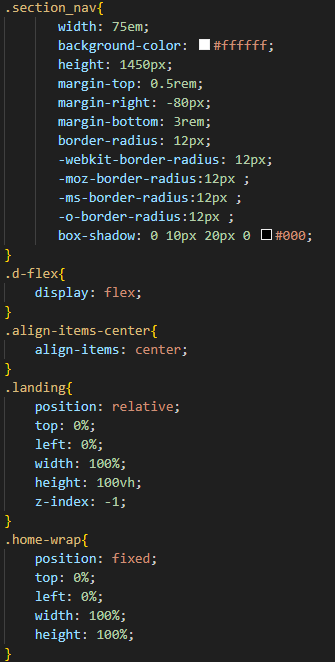 .section_nav{
width: 75em;
background-color: #ffffff;
height: 1450px;
margin-top: 0.5rem;
margin-right: -80px;
margin-bottom: 3rem;
border-radius: 12px;
-webkit-border-radius: 12px;
-moz-border-radius:12px ;
-ms-border-radius:12px ;
-o-border-radius:12px ;
box-shadow: 0 10px 20px 0 #000;
}
.d-flex{
display: flex;
}
.align-items-center{
align-items: center;
}
.landing{
position: relative;
top: 0%;
left: 0%;
width: 100%;
height: 100vh;
z-index: -1;
}
.home-wrap{
position: fixed;
top: 0%;
left: 0%;
width: 100%;
height: 100%;
}